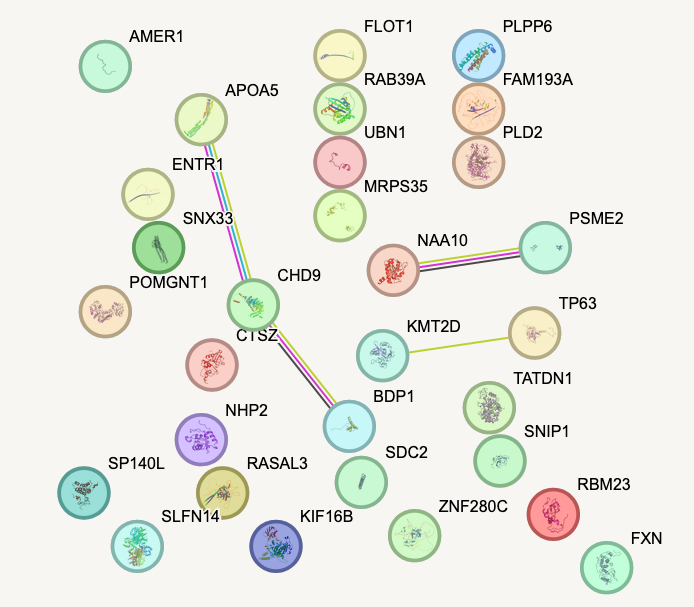 FLOT1
PLPP6
AMER1
RAB39A
FAM193A
APOA5
UBN1
PLD2
ENTR1
MRPS35
SNX33
PSME2
NAA10
CHD9
POMGNT1
TP63
KMT2D
CTSZ
TATDN1
BDP1
NHP2
SNIP1
SDC2
SP140L
RASAL3
RBM23
ZNF280C
SLFN14
KIF16B
FXN